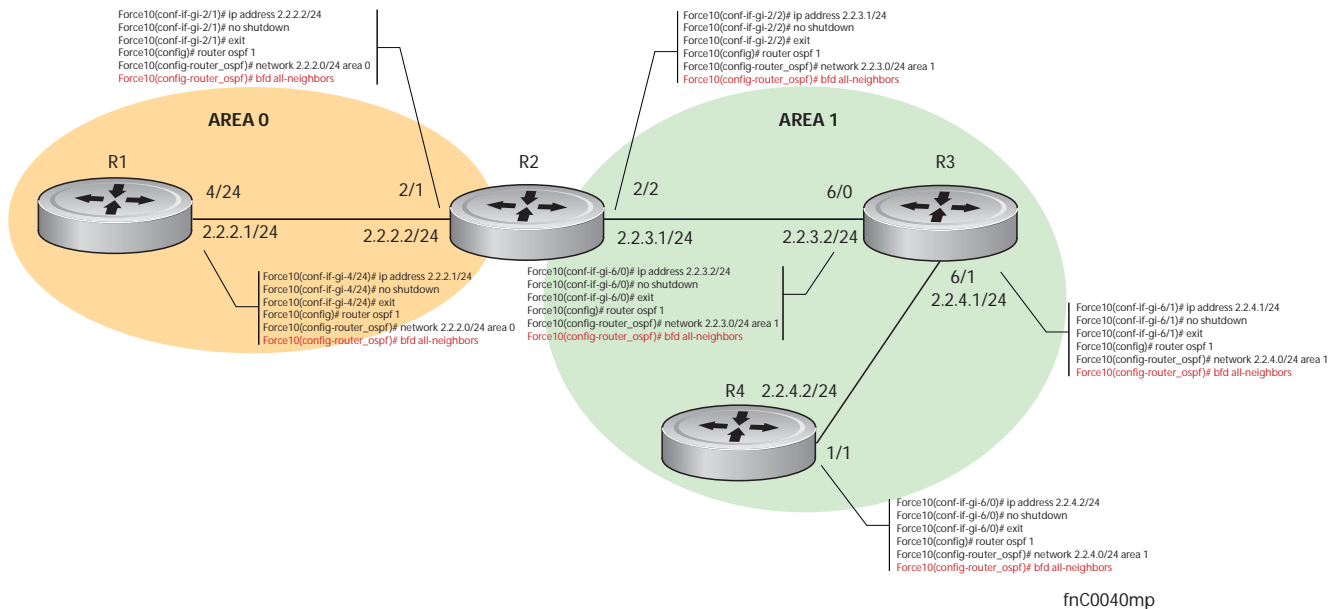 Force10(conf-if-gi-2/1)# ip address 2.2.2.2/24
Force10(conf-if-gi-2/1)# no shutdown
Force10(conf-if-gi-2/1)# exit
Force10(config)# router ospf 1
Force10(config-router_ospf)# network 2.2.2.0/24 area 0
Force10(config-router_ospf)# bfd all-neighbors
Force10(conf-if-gi-2/2)# ip address 2.2.3.1/24
Force10(conf-if-gi-2/2)# no shutdown
Force10(conf-if-gi-2/2)# exit
Force10(config)# router ospf 1
Force10(config-router_ospf)# network 2.2.3.0/24 area 1
Force10(config-router_ospf)# bfd all-neighbors
AREA 0
AREA 1
R1
R2
R3
4/24
2/1
2/2
6/0
2.2.2.1/24
2.2.2.2/24
2.2.3.1/24
2.2.3.2/24
6/1
2.2.4.1/24
Force10(conf-if-gi-4/24)# ip address 2.2.2.1/24
Force10(conf-if-gi-4/24)# no shutdown
Force10(conf-if-gi-4/24)# exit
Force10(config)# router ospf 1
Force10(config-router_ospf)# network 2.2.2.0/24 area 0
Force10(config-router_ospf)# bfd all-neighbors
Force10(conf-if-gi-6/0)# ip address 2.2.3.2/24
Force10(conf-if-gi-6/0)# no shutdown
Force10(conf-if-gi-6/0)# exit
Force10(config)# router ospf 1
Force10(config-router_ospf)# network 2.2.3.0/24 area 1
Force10(config-router_ospf)# bfd all-neighbors
Force10(conf-if-gi-6/1)# ip address 2.2.4.1/24
Force10(conf-if-gi-6/1)# no shutdown
Force10(conf-if-gi-6/1)# exit
Force10(config)# router ospf 1
Force10(config-router_ospf)# network 2.2.4.0/24 area 1
Force10(config-router_ospf)# bfd all-neighbors
R4
2.2.4.2/24
1/1
Force10(conf-if-gi-6/0)# ip address 2.2.4.2/24
Force10(conf-if-gi-6/0)# no shutdown
Force10(conf-if-gi-6/0)# exit
Force10(config)# router ospf 1
Force10(config-router_ospf)# network 2.2.4.0/24 area 1
Force10(config-router_ospf)# bfd all-neighbors
fnC0040mp